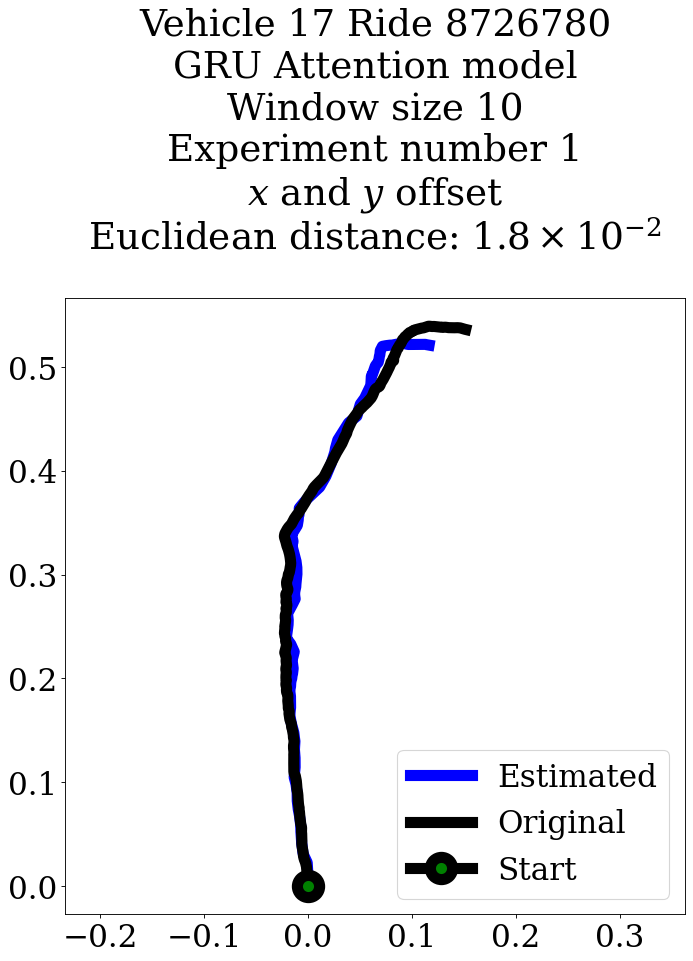 Vehicle 17 Ride 8726780
GRU Attention model
Window size 10
Experiment number 1
x and y offset
Euclidean distance: 1.8 × 10⁻²
0.5
0.4
0.3
0.2
0.1
0.0
Estimated
Original
Start
−0.2 −0.1 0.0 0.1 0.2 0.3